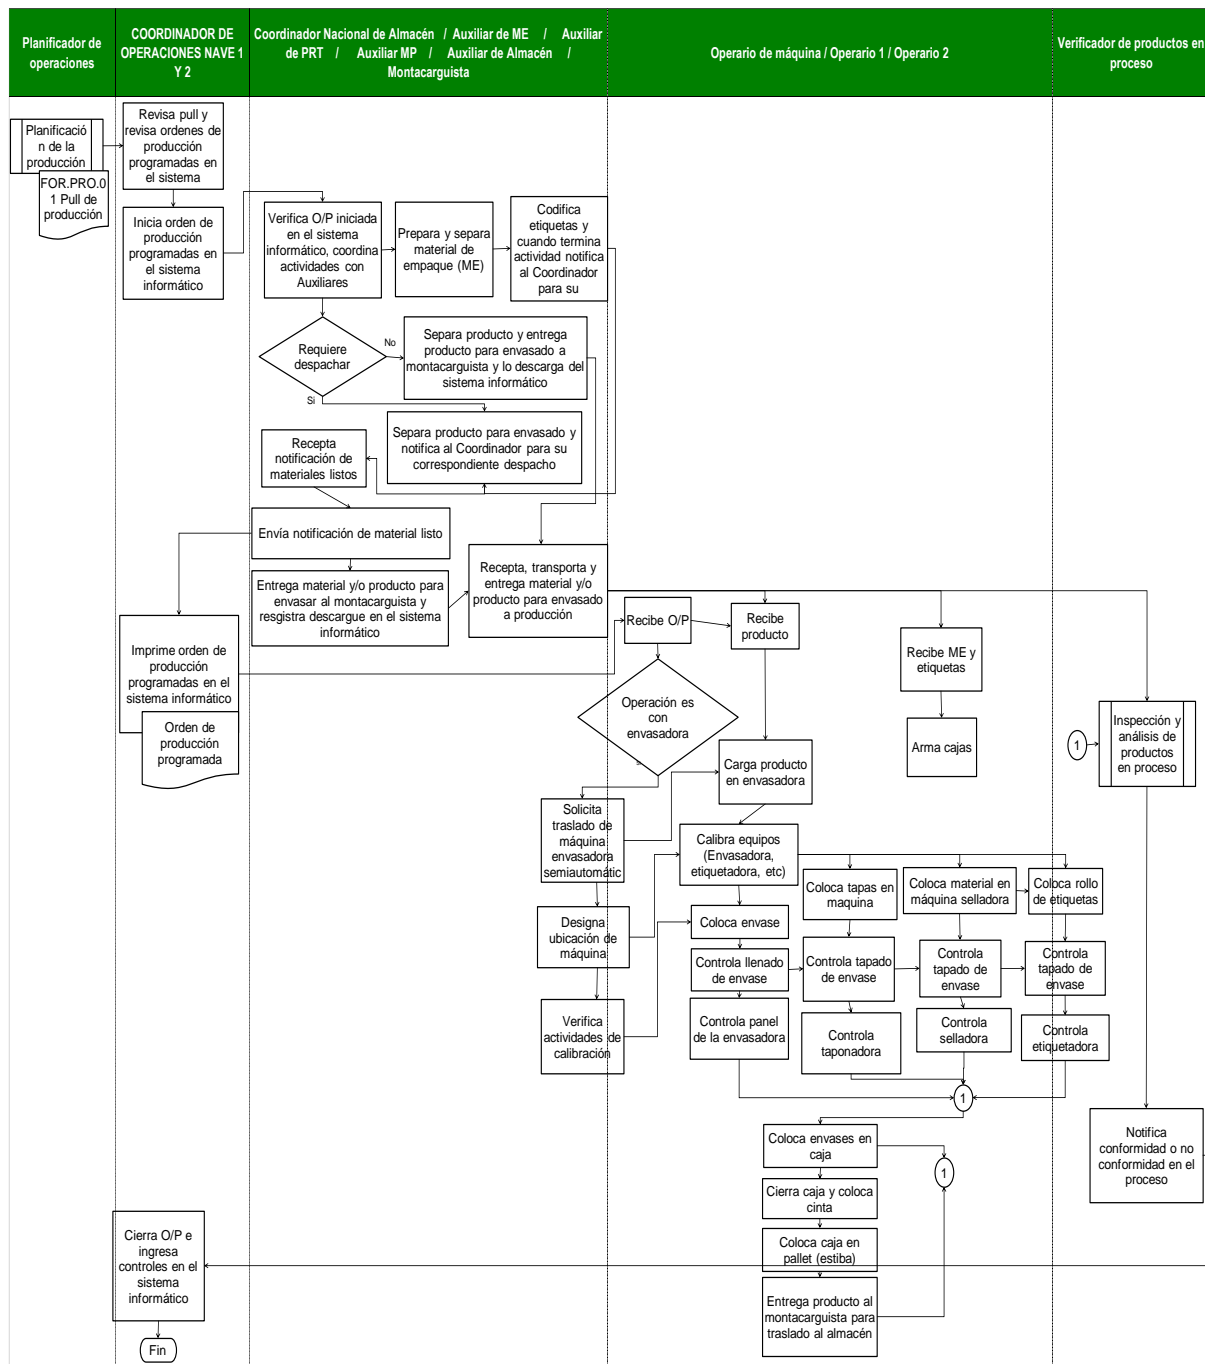 Planificador de
operaciones
COORDINADOR DE
OPERACIONES NAVE 1
Y 2
Coordinador Nacional de Almacén / Auxiliar de ME / Auxiliar
de PRT / Auxiliar MP / Auxiliar de Almacén /
Montacarguista
Operario de máquina / Operario 1 / Operario 2
Verificador de productos en
proceso
Planificació
n de la
producción
FOR.PRO.0
1 Pull de
producción
Revisa pull y
revisa ordenes de
producción
programadas en
el sistema
Inicia orden de
producción
programadas en
el sistema
informático
Verifica O/P iniciada
en el sistema
informático, coordina
actividades con
Auxiliares
Prepara y separa
material de
empaque (ME)
Codifica
etiquetas y
cuando termina
actividad notifica
al Coordinador
para su
Requiere
despachar
No
Si
Separa producto y entrega
producto para envasado a
montacarguista y lo descarga del
sistema informático
Separa producto para envasado y
notifica al Coordinador para su
correspondiente despacho
Recepta
notificación de
materiales listos
Envía notificación de material listo
Entrega material y/o producto para
envasar al montacarguista y
resgistra descargue en el sistema
informático
Recepta, transporta y
entrega material y/o
producto para envasado
a producción
Imprime orden de
producción
programadas en el
sistema informático
Orden de
producción
programada
Recibe O/P
Recibe
producto
Recibe ME y
etiquetas
Arma cajas
Operación es
con
envasadora
Carga producto
en envasadora
1
Inspección y
análisis de
productos
en proceso
Solicita
traslado de
máquina
envasadora
semiautomátic
Calibra equipos
(Envasadora,
etiquetadora, etc)
Coloca tapas en
maquina
Coloca material en
máquina selladora
Coloca rollo
de etiquetas
Designa
ubicación de
máquina
Coloca envase
Controla llenado
de envase
Controla tapado
de envase
Controla
tapado de
envase
Controla
tapado de
envase
Verifica
actividades de
calibración
Controla panel
de la envasadora
Controla
taponadora
Controla
selladora
Controla
etiquetadora
1
Coloca envases en
caja
1
Cierra caja y coloca
cinta
Coloca caja en
pallet (estiba)
Entrega producto al
montacarguista para
traslado al almacén
Notifica
conformidad o no
conformidad en el
proceso
Cierra O/P e
ingresa
controles en el
sistema
informático
Fin